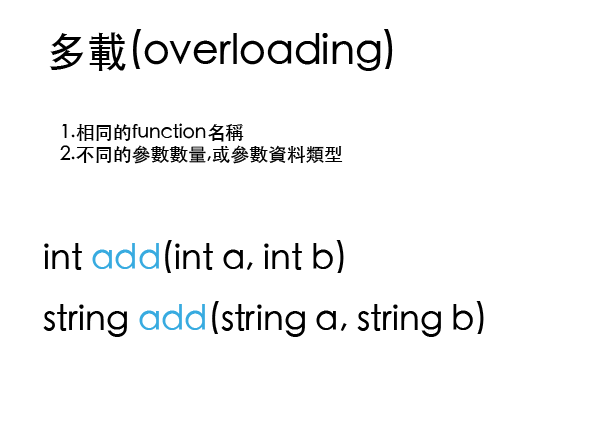 多載(overloading)
1.相同的function名稱
2.不同的參數數量,或參數資料類型
int add(int a, int b)
string add(string a, string b)